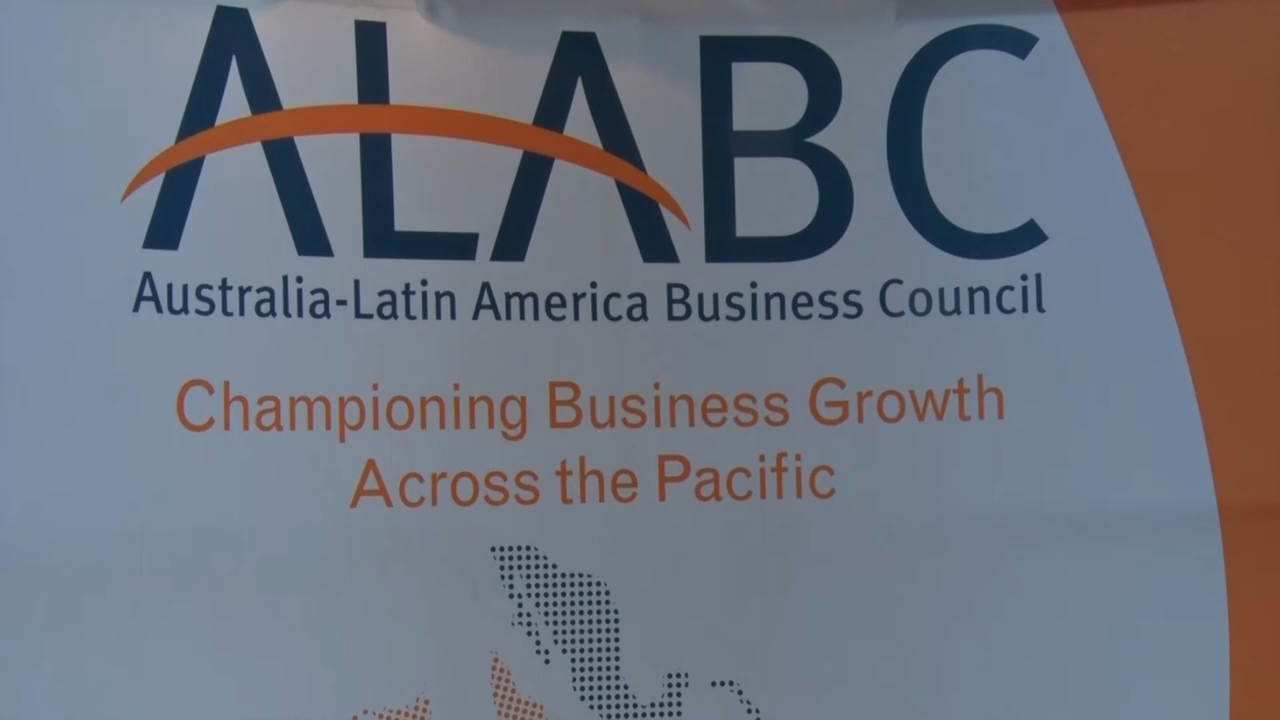 ALABC
Australia-Latin America Business Council
Championing Business Growth
Across the Pacific